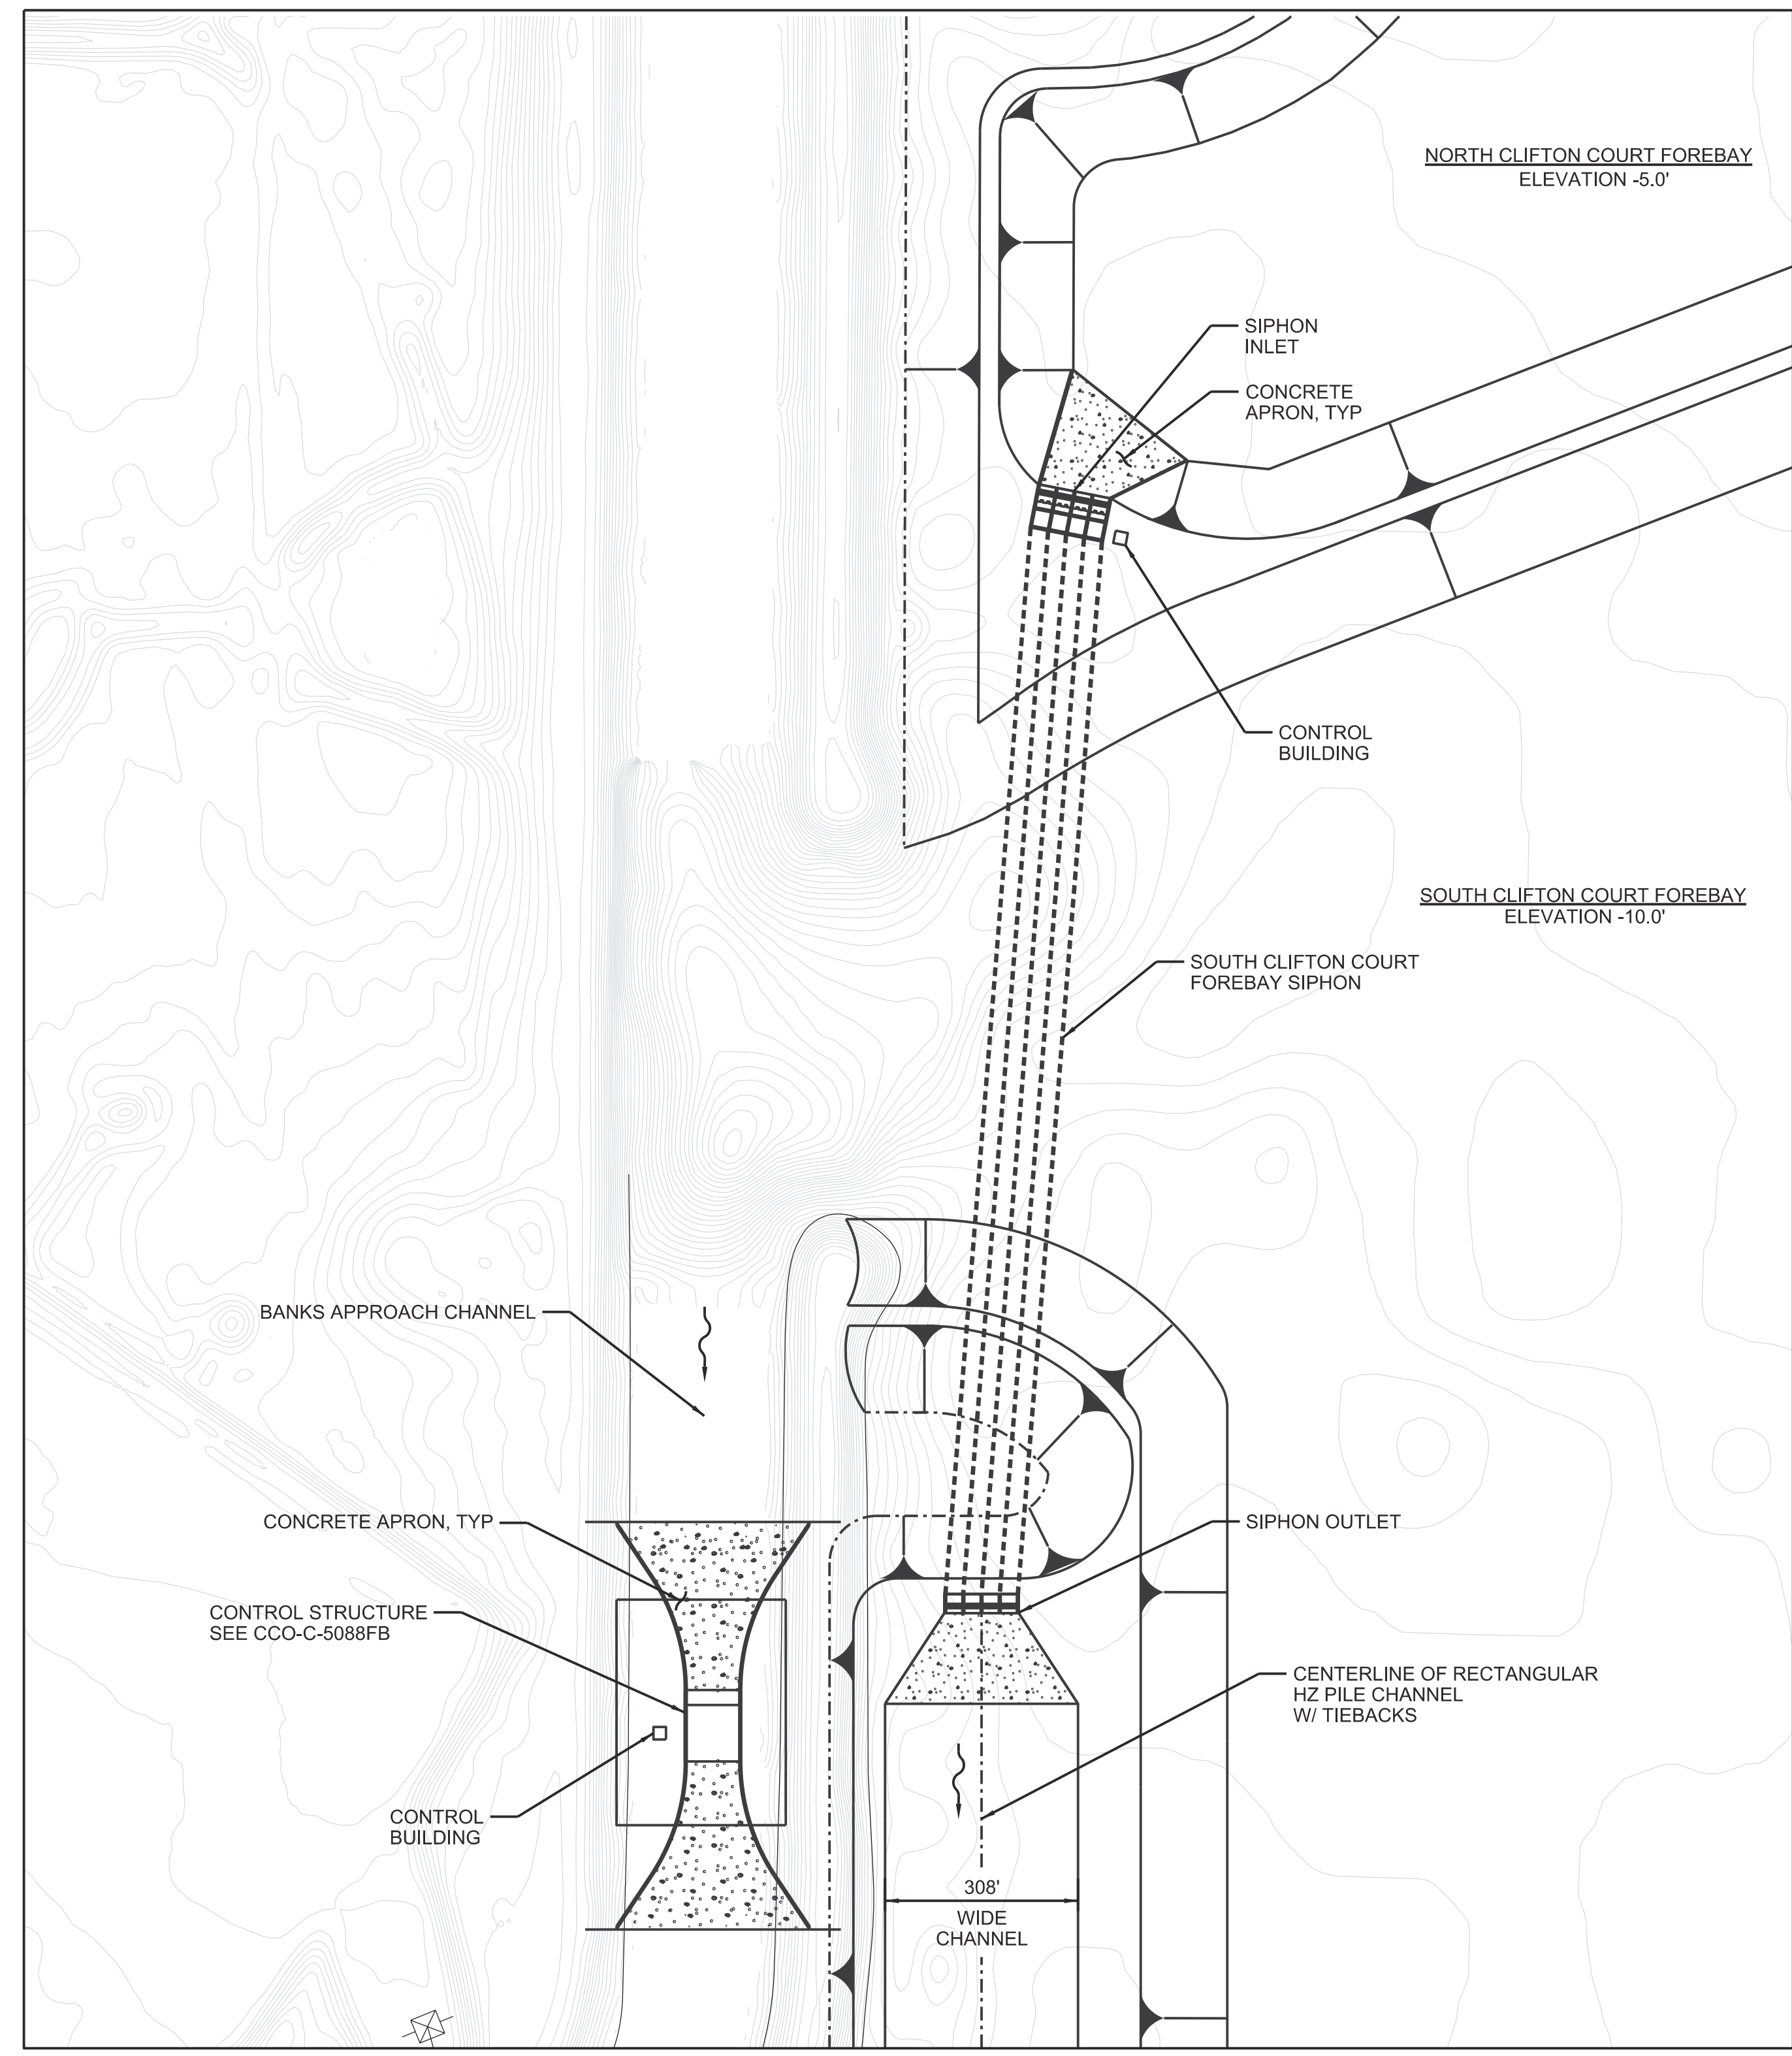 NORTH CLIFTON COURT FOREBAY
ELEVATION -5.0'
SIPHON
INLET
CONCRETE
APRON, TYP
CONTROL
BUILDING
SOUTH CLIFTON COURT FOREBAY
ELEVATION -10.0'
SOUTH CLIFTON COURT
FOREBAY SIPHON
BANKS APPROACH CHANNEL
CONCRETE APRON, TYP
SIPHON OUTLET
CONTROL STRUCTURE
SEE CCO-C-5088FB
CENTERLINE OF RECTANGULAR
HZ PILE CHANNEL
W/ TIEBACKS
CONTROL
BUILDING
308'
WIDE
CHANNEL